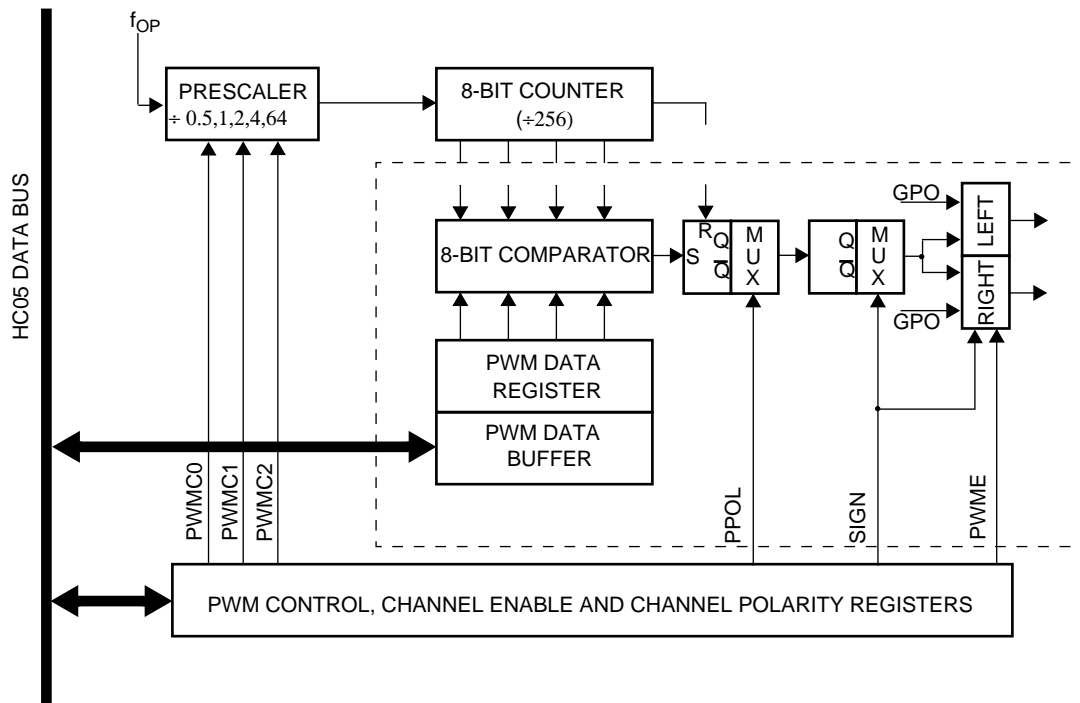 fOP
PRESCALER
÷ 0.5,1,2,4,64
8-BIT COUNTER
(÷256)
HC05 DATA BUS
8-BIT COMPARATOR
R
S
Q
Q̅
M
U
X
Q
Q̅
M
U
X
GPO
LEFT
RIGHT
GPO
PWM DATA
REGISTER
PWM DATA
BUFFER
PWMC0
PWMC1
PWMC2
PPOL
SIGN
PWME
PWM CONTROL, CHANNEL ENABLE AND CHANNEL POLARITY REGISTERS